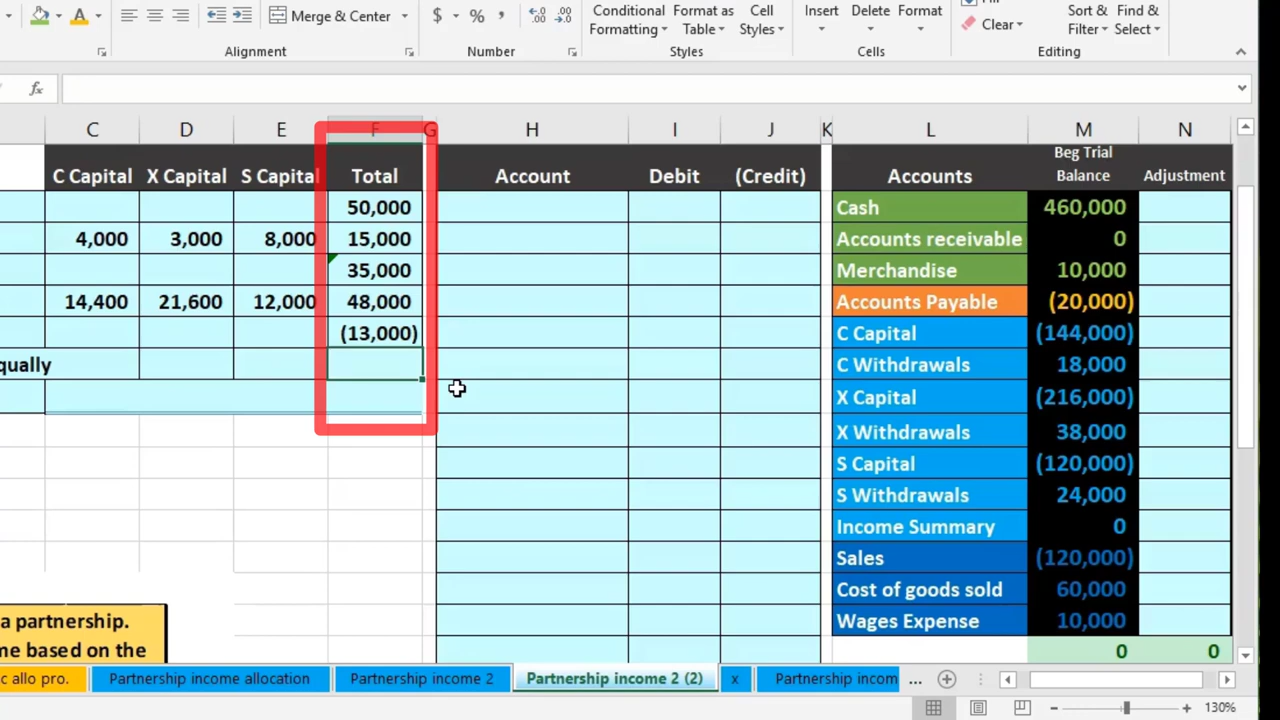 Merge & Center
$ % ,
Conditional Formatting
Format as Table
Cell Styles
Insert
Delete
Format
Clear
Sort & Filter
Find & Select
Alignment
Number
Styles
Cells
Editing
fx
C D E F G H I J K L M N
C Capital X Capital S Capital Total Account Debit (Credit) Accounts Beg Trial Balance Adjustment
50,000 Cash 460,000
4,000 3,000 8,000 15,000 Accounts receivable 0
35,000 Merchandise 10,000
14,400 21,600 12,000 48,000 Accounts Payable (20,000)
(13,000) C Capital (144,000)
qually C Withdrawals 18,000
X Capital (216,000)
X Withdrawals 38,000
S Capital (120,000)
S Withdrawals 24,000
Income Summary 0
Sales (120,000)
Cost of goods sold 60,000
Wages Expense 10,000
0 0
a partnership.
me based on the
c allo pro. Partnership income allocation Partnership income 2 Partnership income 2 (2) x Partnership incom ...
130%